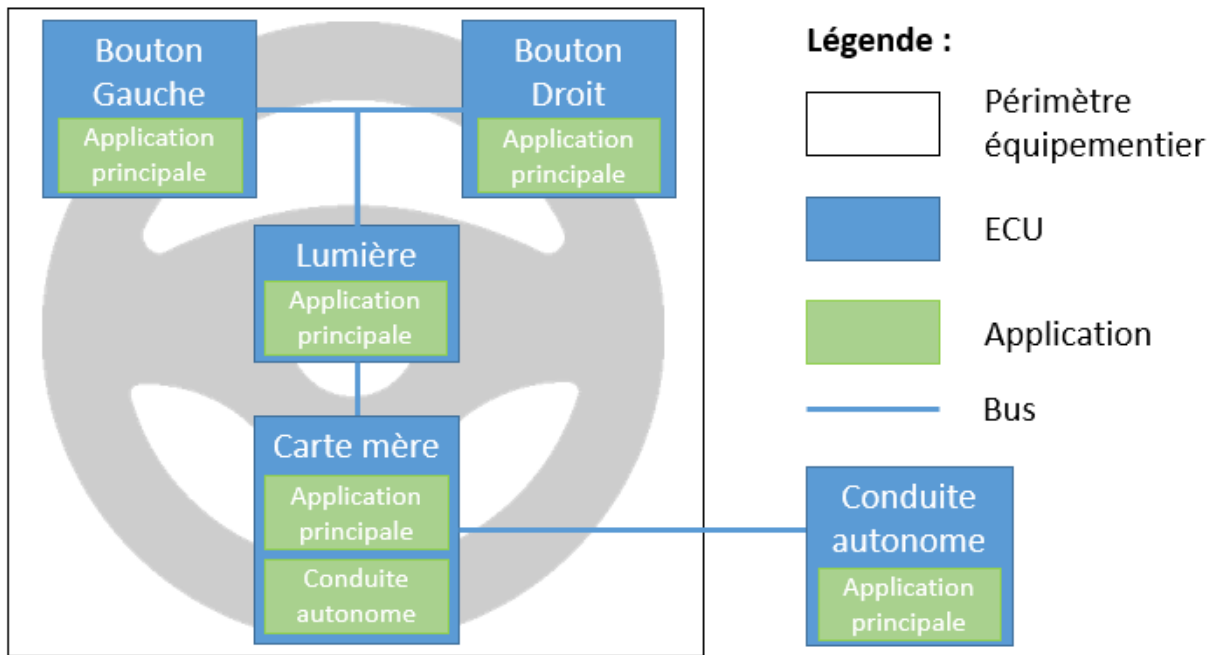 Bouton
Gauche
Application
principale
Bouton
Droit
Application
principale
Lumière
Application
principale
Carte mère
Application
principale
Conduite
autonome
Légende :
Périmètre
équipementier
ECU
Application
Bus
Conduite
autonome
Application
principale